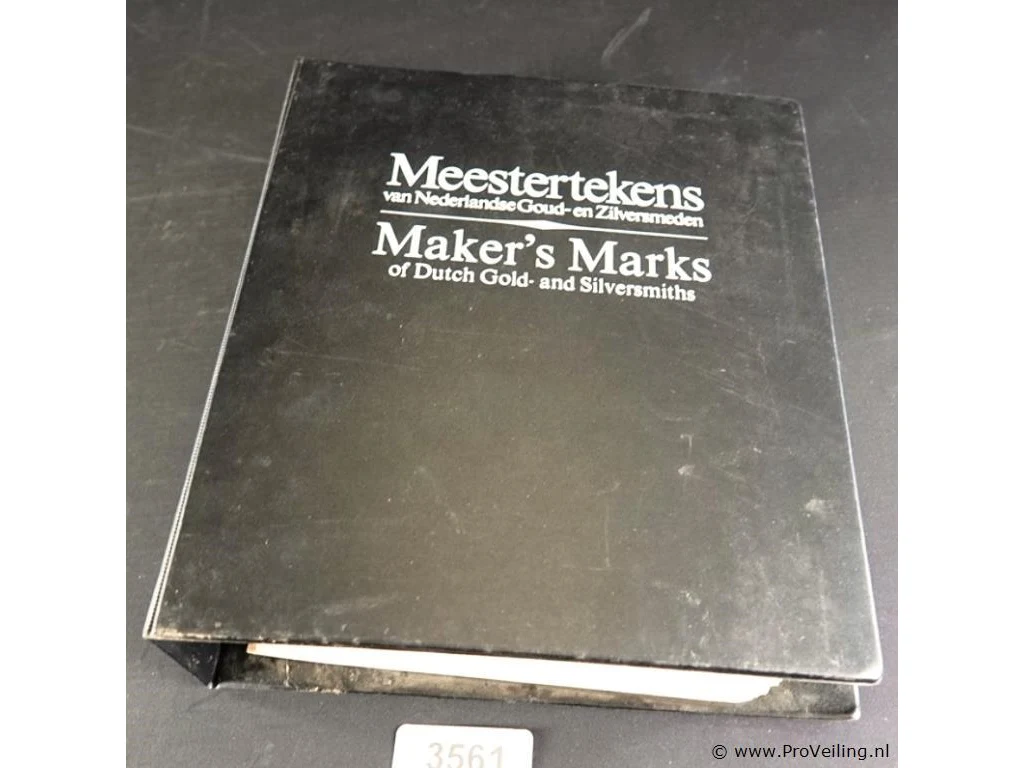 Meestertekens
van Nederlandse Goud- en Zilversmeden
Maker's Marks
of Dutch Gold- and Silversmiths
3561
© www.ProVeiling.nl